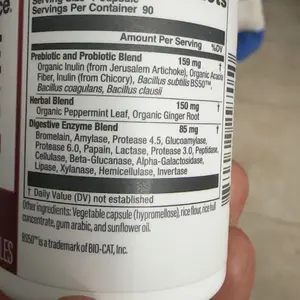 Servings Per Container 90
Amount Per Serving %DV
Prebiotic and Probiotic Blend 159 mg †
Organic Inulin (from Jerusalem Artichoke), Organic Acacia
Fiber, Inulin (from Chicory), Bacillus subtilis BS50™,
Bacillus coagulans, Bacillus clausii
Herbal Blend 150 mg †
Organic Peppermint Leaf, Organic Ginger Root
Digestive Enzyme Blend 85 mg †
Bromelain, Amylase, Protease 4.5, Glucoamylase,
Protease 6.0, Papain, Lactase, Protease 3.0, Peptidase,
Cellulase, Beta-Glucanase, Alpha-Galactosidase,
Lipase, Xylanase, Hemicellulase, Invertase
† Daily Value (DV) not established
Other ingredients: Vegetable capsule (hypromellose), rice flour, rice hull
concentrate, gum arabic, and sunflower oil.
BS50™ is a trademark of BIO-CAT, Inc.